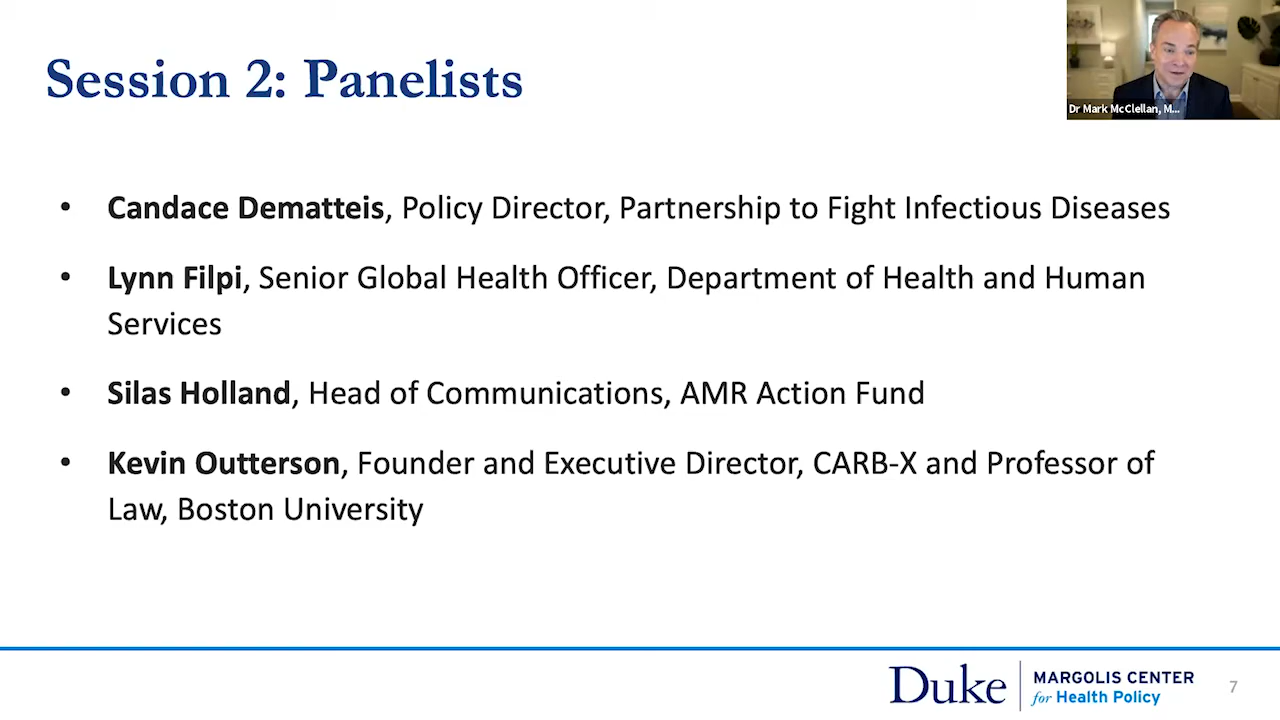 Session 2: Panelists
Dr Mark McClellan, M...
• Candace Dematteis, Policy Director, Partnership to Fight Infectious Diseases
• Lynn Filpi, Senior Global Health Officer, Department of Health and Human
Services
• Silas Holland, Head of Communications, AMR Action Fund
• Kevin Outterson, Founder and Executive Director, CARB-X and Professor of
Law, Boston University
Duke
MARGOLIS CENTER
for Health Policy
7